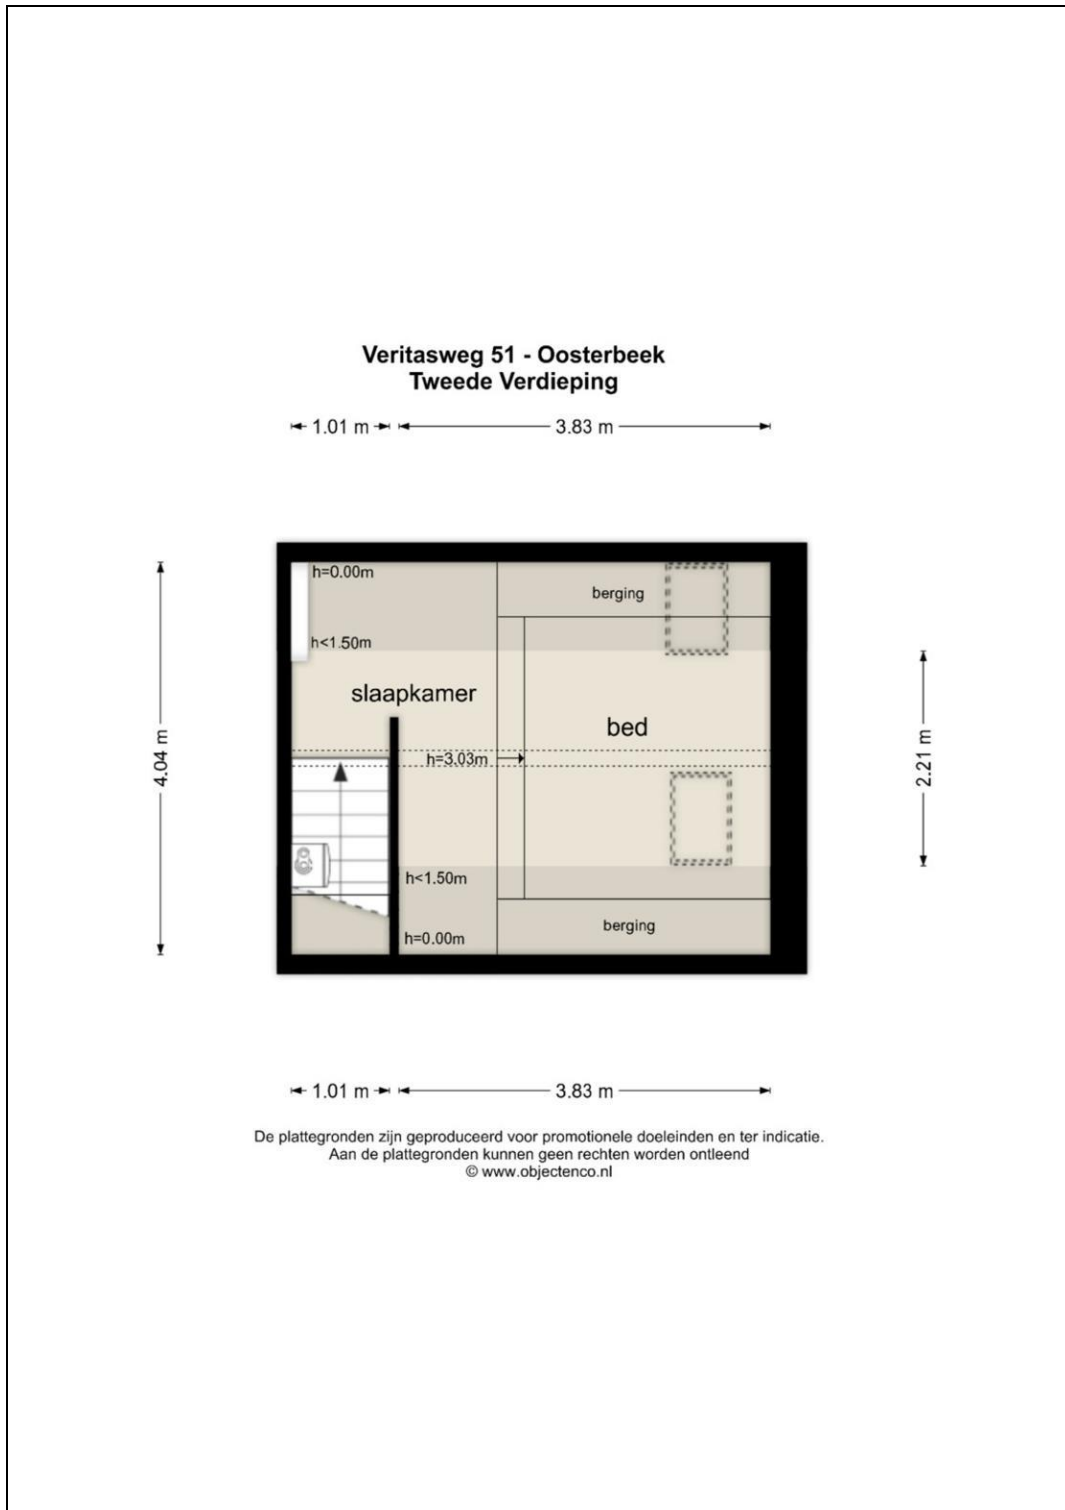 Veritasweg 51 - Oosterbeek
Tweede Verdieping
1.01 m
3.83 m
h=0.00m
berging
h<1.50m
slaapkamer
bed
4.04 m
h=3.03m
2.21 m
h<1.50m
berging
h=0.00m
1.01 m
3.83 m
De plattegronden zijn geproduceerd voor promotionele doeleinden en ter indicatie.
Aan de plattegronden kunnen geen rechten worden ontleend
© www.objectenco.nl